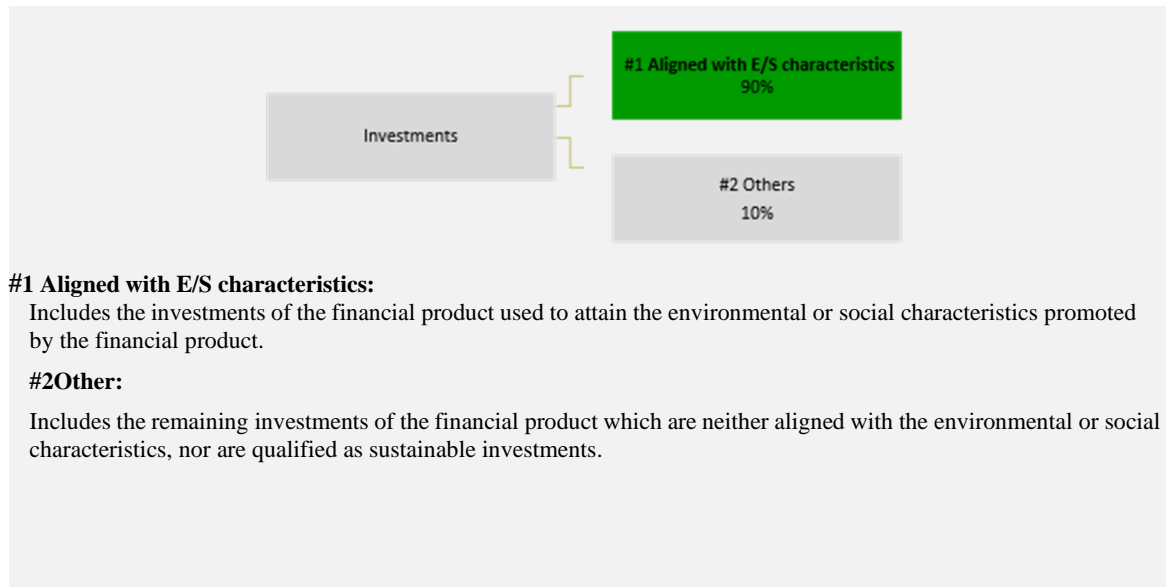 #1 Aligned with E/S characteristics
90%
Investments
#2 Others
10%
#1 Aligned with E/S characteristics:
Includes the investments of the financial product used to attain the environmental or social characteristics promoted
by the financial product.
#2Other:
Includes the remaining investments of the financial product which are neither aligned with the environmental or social
characteristics, nor are qualified as sustainable investments.